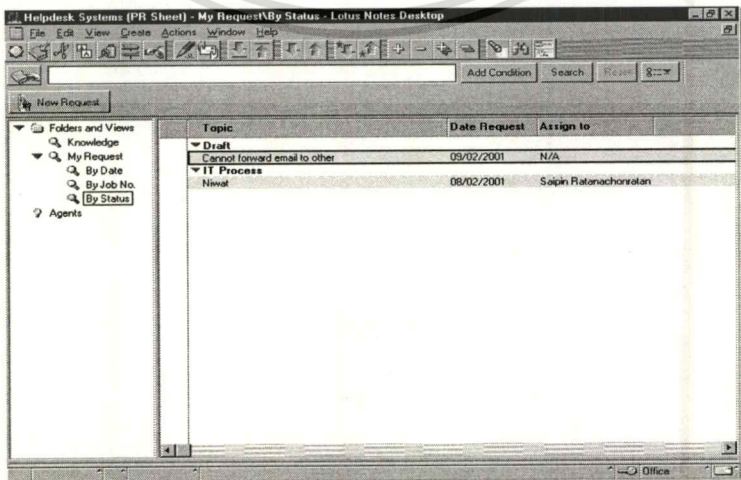 Helpdesk Systems (PR Sheet) - My Request\By Status - Lotus Notes Desktop
File Edit View Create Actions Window Help
Add Condition Search Reset
New Request
Folders and Views
Knowledge
My Request
By Date
By Job No.
By Status
Agents
Topic Date Request Assign to
Draft
Cannot forward email to other 09/02/2001 N/A
IT Process
Niwat 08/02/2001 Saipin Ratanachonratan
Office